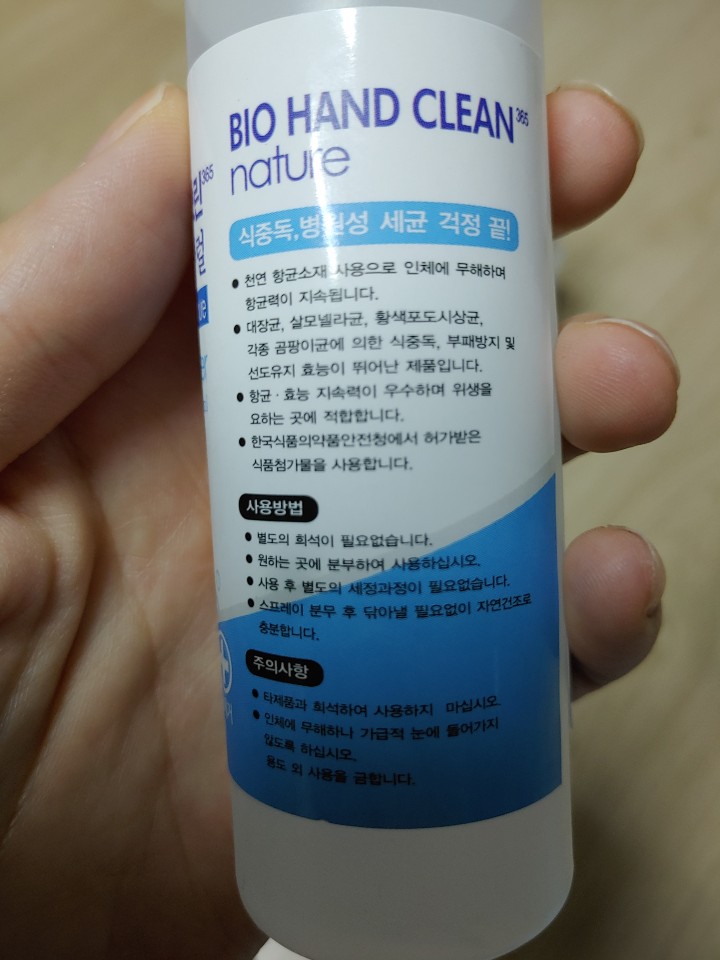 BIO HAND CLEAN 365
nature
식중독, 병원성 세균 걱정 끝!
● 천연 항균소재 사용으로 인체에 무해하며
항균력이 지속됩니다.
● 대장균, 살모넬라균, 황색포도시상균,
각종 곰팡이균에 의한 식중독, 부패방지 및
선도유지 효능이 뛰어난 제품입니다.
● 항균·효능 지속력이 우수하며 위생을
요하는 곳에 적합합니다.
● 한국식품의약품안전청에서 허가받은
식품첨가물을 사용합니다.
사용방법
● 별도의 희석이 필요없습니다.
● 원하는 곳에 분부하여 사용하십시오.
● 사용 후 별도의 세정과정이 필요없습니다.
● 스프레이 분무 후 닦아낼 필요없이 자연건조로
충분합니다.
주의사항
● 타제품과 희석하여 사용하지 마십시오.
● 인체에 무해하나 가급적 눈에 들어가지
않도록 하십시오.
용도 외 사용을 금합니다.
365